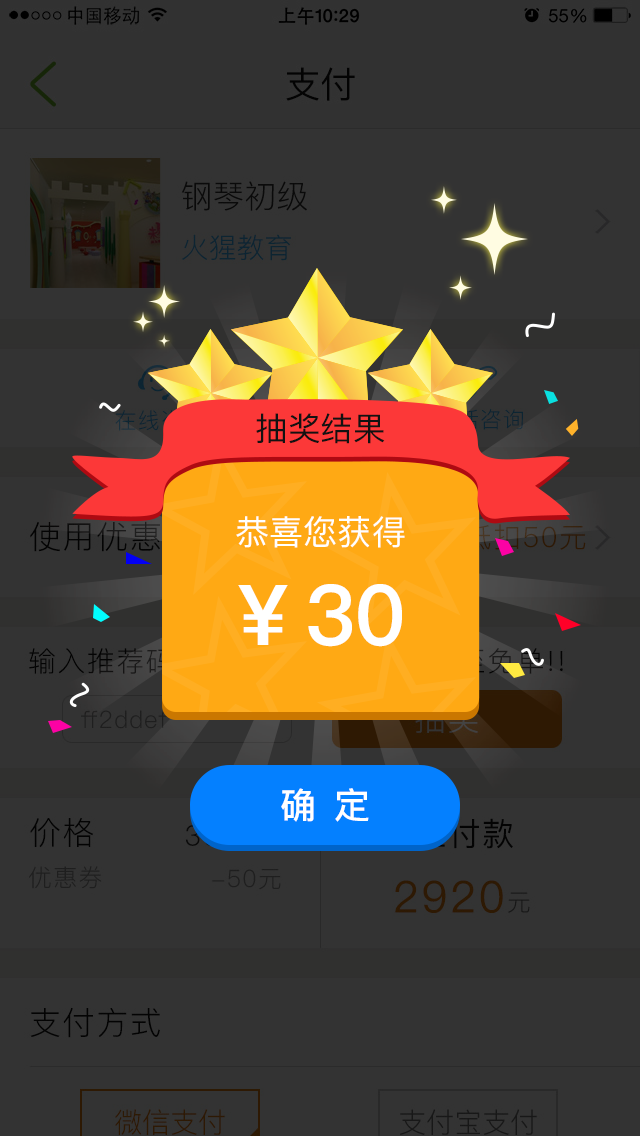 中国移动 上午10:29 55%
支付
钢琴初级
火猩教育
在线
咨询
抽奖结果
使用优惠
抵扣50元
恭喜您获得
¥30
输入推荐码
免单!!
ff2ddef
抽奖
确 定
价格 3
付款
优惠券 -50元
2920元
支付方式
微信支付 支付宝支付